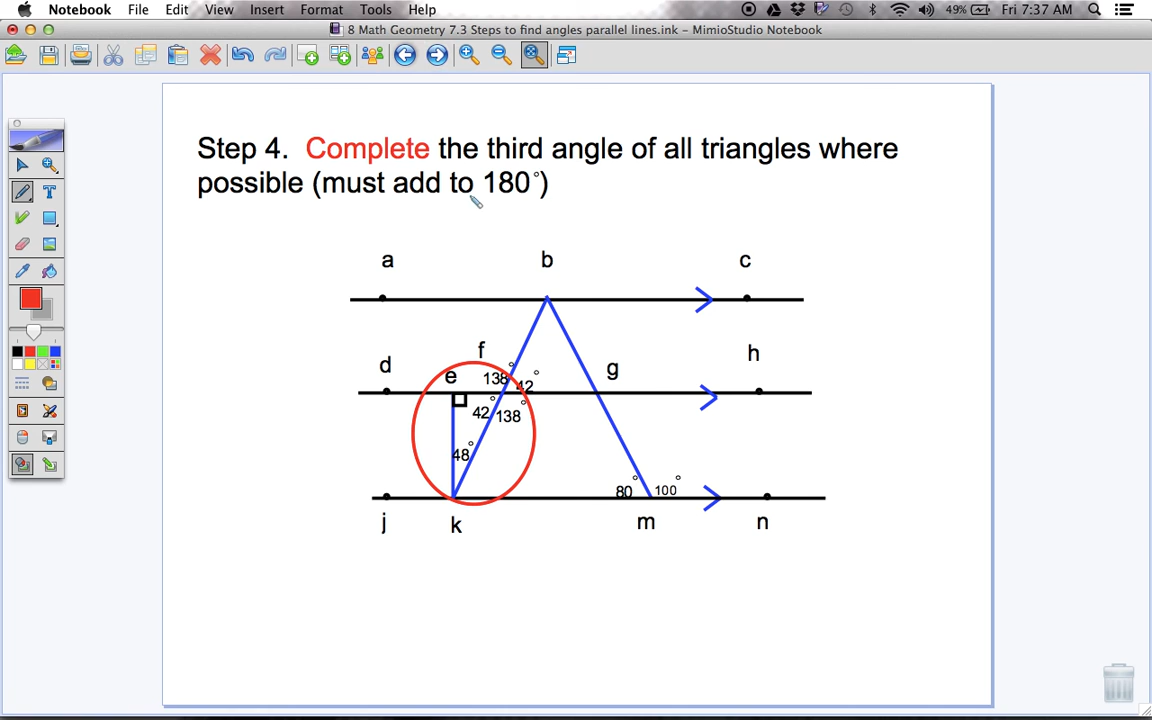 Notebook File Edit View Insert Format Tools Help 49% Fri 7:37 AM
8 Math Geometry 7.3 Steps to find angles parallel lines.ink – MimioStudio Notebook
Step 4. Complete the third angle of all triangles where
possible (must add to 180°)
a b c
f
d e g h
138° 42°
42° 138°
48°
80° 100°
j k m n